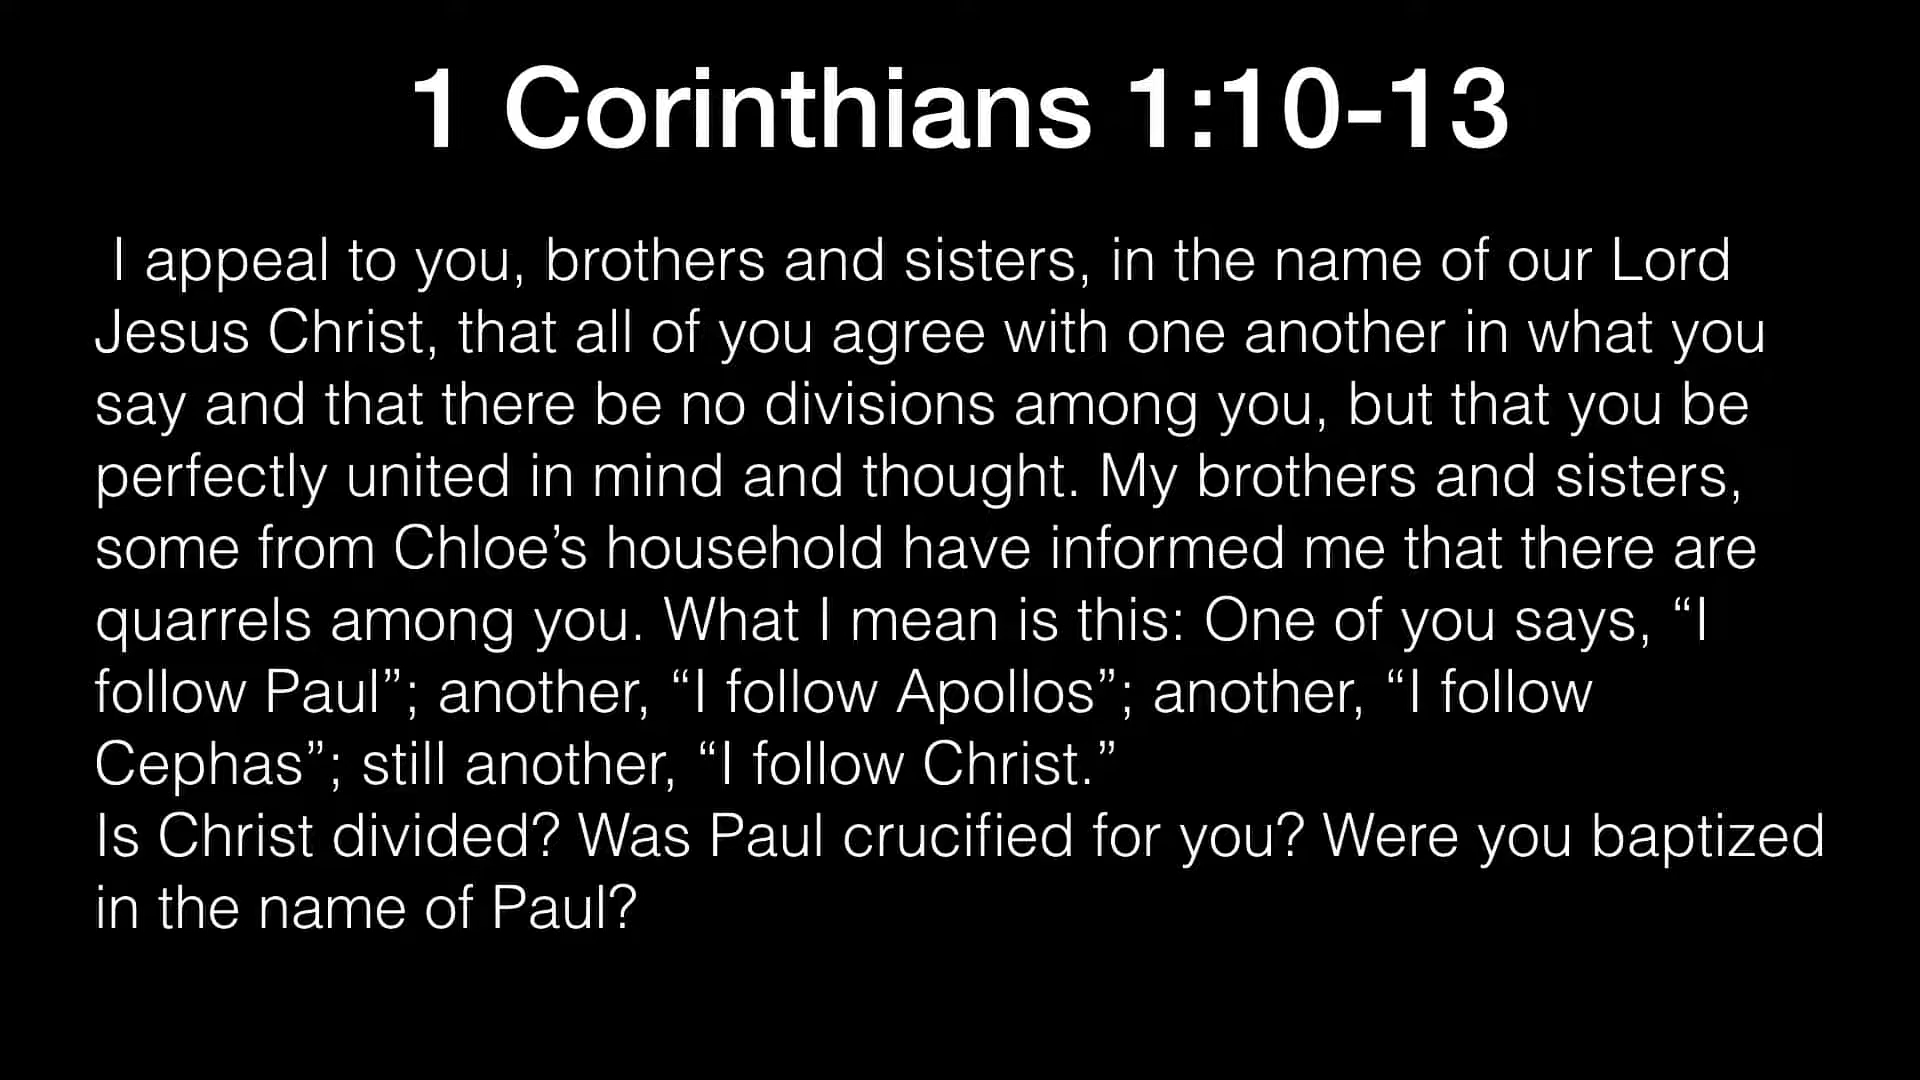 1 Corinthians 1:10-13
I appeal to you, brothers and sisters, in the name of our Lord
Jesus Christ, that all of you agree with one another in what you
say and that there be no divisions among you, but that you be
perfectly united in mind and thought. My brothers and sisters,
some from Chloe’s household have informed me that there are
quarrels among you. What I mean is this: One of you says, “I
follow Paul”; another, “I follow Apollos”; another, “I follow
Cephas”; still another, “I follow Christ.”
Is Christ divided? Was Paul crucified for you? Were you baptized
in the name of Paul?